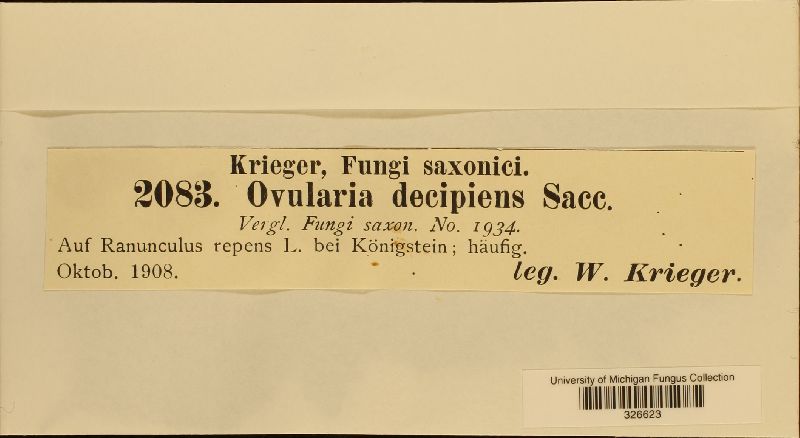 Krieger, Fungi saxonici.
2083. Ovularia decipiens Sacc.
Vergl. Fungi saxon. No. 1934.
Auf Ranunculus repens L. bei Königstein; häufig.
Oktob. 1908.
leg. W. Krieger.
University of Michigan Fungus Collection
326623